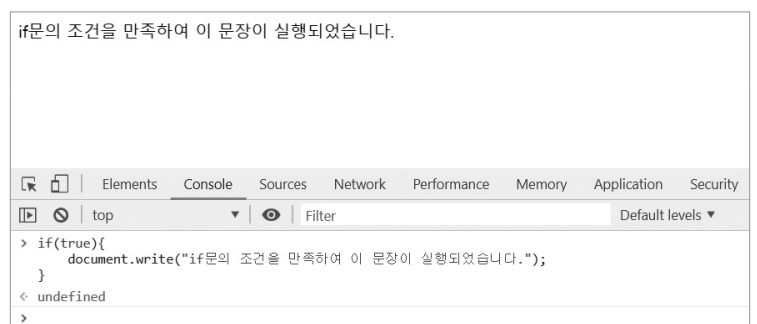 if문의 조건을 만족하여 이 문장이 실행되었습니다.
Elements Console Sources Network Performance Memory Application Security
top ▼ Filter Default levels ▼
> if(true){
document.write("if문의 조건을 만족하여 이 문장이 실행되었습니다.");
}
<· undefined
>